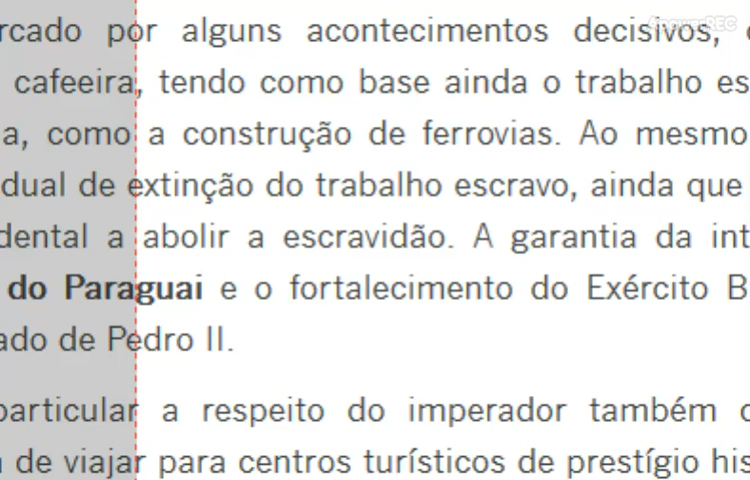 rcado por alguns acontecimentos decisivos,
cafeeira, tendo como base ainda o trabalho es
a, como a construção de ferrovias. Ao mesmo
dual de extinção do trabalho escravo, ainda que
dental a abolir a escravidão. A garantia da int
do Paraguai e o fortalecimento do Exército B
ado de Pedro II.
particular a respeito do imperador também
de viajar para centros turísticos de prestígio his